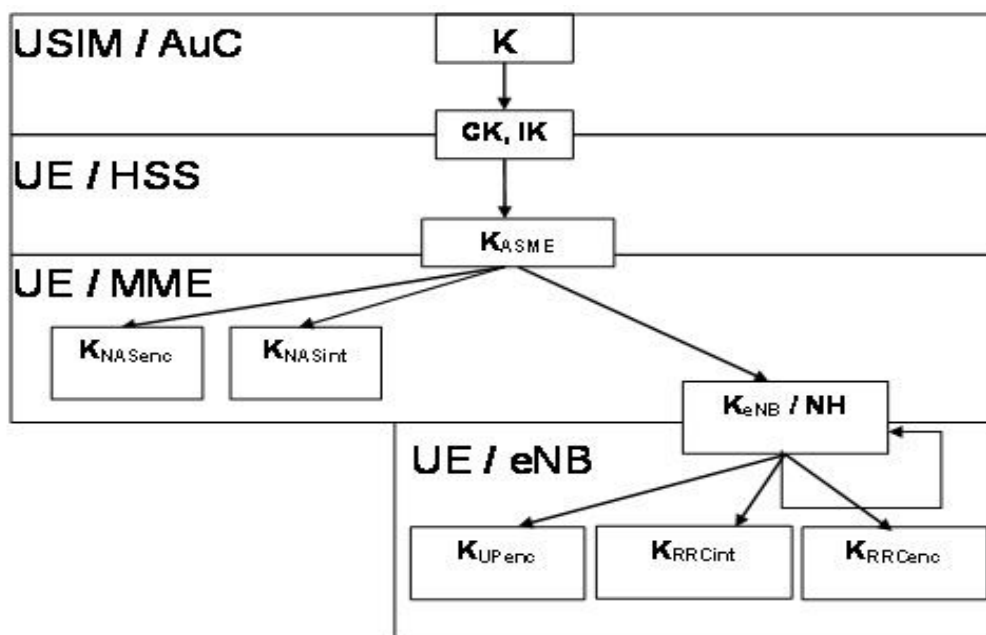 USIM / AuC
K
CK, IK
UE / HSS
KASME
UE / MME
KNASenc
KNASint
KeNB / NH
UE / eNB
KUPenc
KRRCint
KRRCenc